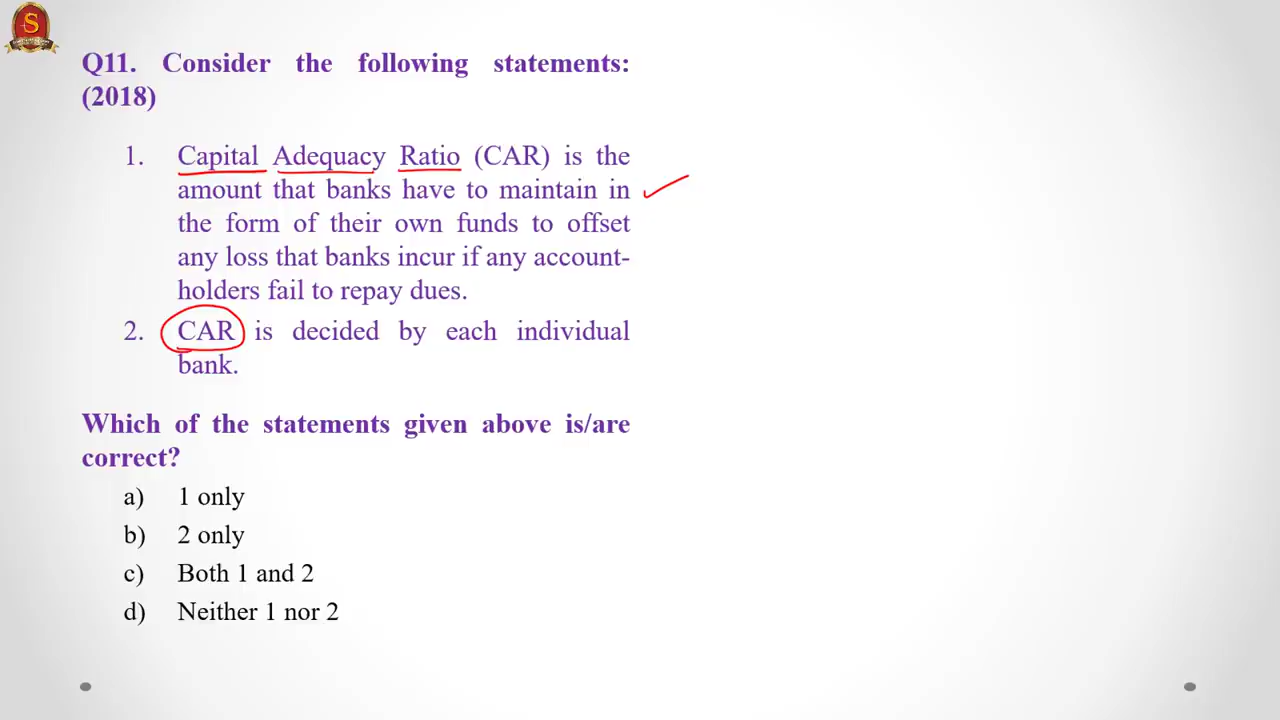 S
Q11. Consider the following statements:
(2018)
1. Capital Adequacy Ratio (CAR) is the
amount that banks have to maintain in
the form of their own funds to offset
any loss that banks incur if any account-
holders fail to repay dues.
2. CAR is decided by each individual
bank.
Which of the statements given above is/are
correct?
a) 1 only
b) 2 only
c) Both 1 and 2
d) Neither 1 nor 2